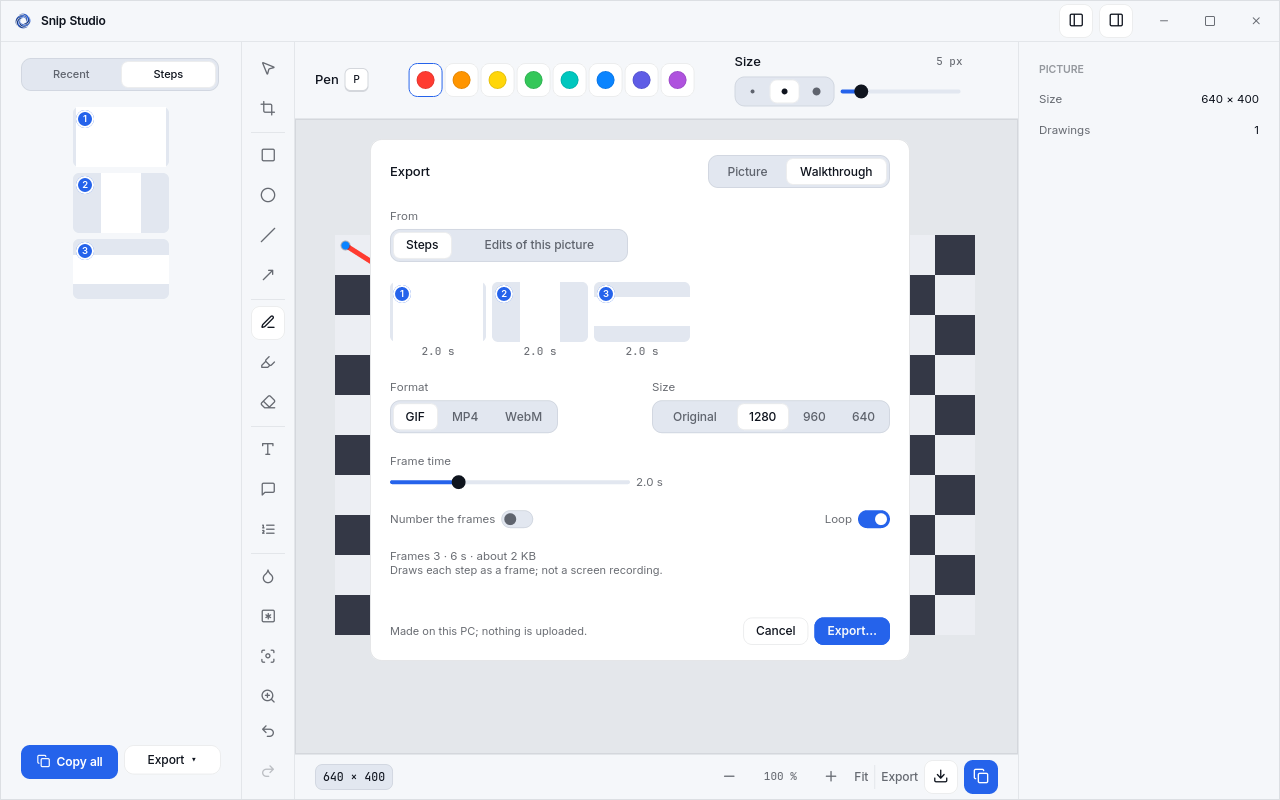 Snip Studio
Recent
Steps
1
2
3
Copy all
Export
Pen P
Size
5 px
PICTURE
Size 640 × 400
Drawings 1
Export
Picture
Walkthrough
From
Steps
Edits of this picture
1
2
3
2.0 s
2.0 s
2.0 s
Format
GIF
MP4
WebM
Size
Original
1280
960
640
Frame time
2.0 s
Number the frames
Loop
Frames 3 · 6 s · about 2 KB
Draws each step as a frame; not a screen recording.
Made on this PC; nothing is uploaded.
Cancel
Export...
640 × 400
100 %
Fit
Export